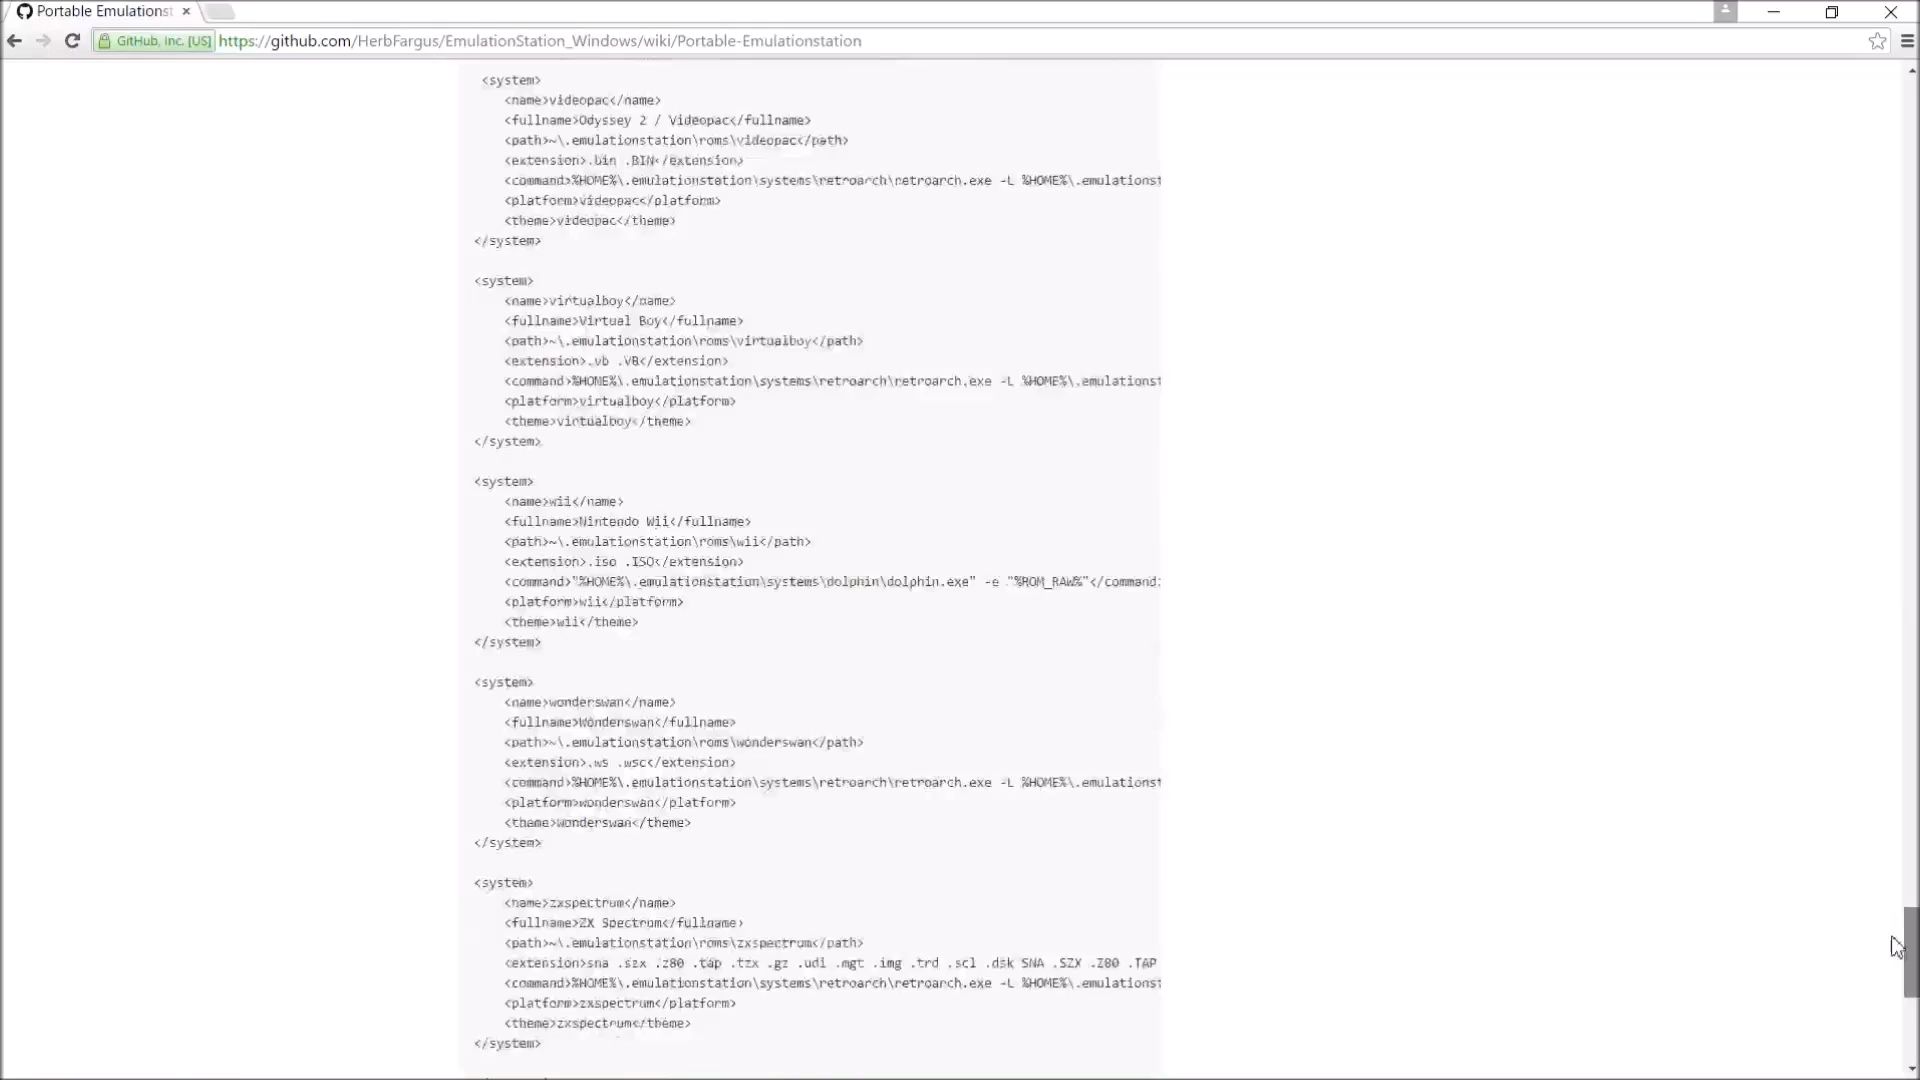 Portable Emulationst
GitHub, Inc. [US] https://github.com/HerbFargus/EmulationStation_Windows/wiki/Portable-Emulationstation
<system>
<name>videopac</name>
<fullname>Odyssey 2 / Videopac</fullname>
<path>~\.emulationstation\roms\videopac</path>
<extension>.bin .BIN</extension>
<command>%HOME%\.emulationstation\systems\retroarch\retroarch.exe -L %HOME%\.emulationst
<platform>videopac</platform>
<theme>videopac</theme>
</system>
<system>
<name>virtualboy</name>
<fullname>Virtual Boy</fullname>
<path>~\.emulationstation\roms\virtualboy</path>
<extension>.vb .VB</extension>
<command>%HOME%\.emulationstation\systems\retroarch\retroarch.exe -L %HOME%\.emulationst
<platform>virtualboy</platform>
<theme>virtualboy</theme>
</system>
<system>
<name>wii</name>
<fullname>Nintendo Wii</fullname>
<path>~\.emulationstation\roms\wii</path>
<extension>.iso .ISO</extension>
<command>"%HOME%\.emulationstation\systems\dolphin\dolphin.exe" -e "%ROM_RAW%"</command>
<platform>wii</platform>
<theme>wii</theme>
</system>
<system>
<name>wonderswan</name>
<fullname>Wonderswan</fullname>
<path>~\.emulationstation\roms\wonderswan</path>
<extension>.ws .wsc</extension>
<command>%HOME%\.emulationstation\systems\retroarch\retroarch.exe -L %HOME%\.emulationst
<platform>wonderswan</platform>
<theme>wonderswan</theme>
</system>
<system>
<name>zxspectrum</name>
<fullname>ZX Spectrum</fullname>
<path>~\.emulationstation\roms\zxspectrum</path>
<extension>sna .szx .z80 .tap .tzx .gz .udi .mgt .img .trd .scl .dsk SNA .SZX .Z80 .TAP
<command>%HOME%\.emulationstation\systems\retroarch\retroarch.exe -L %HOME%\.emulationst
<platform>zxspectrum</platform>
<theme>zxspectrum</theme>
</system>